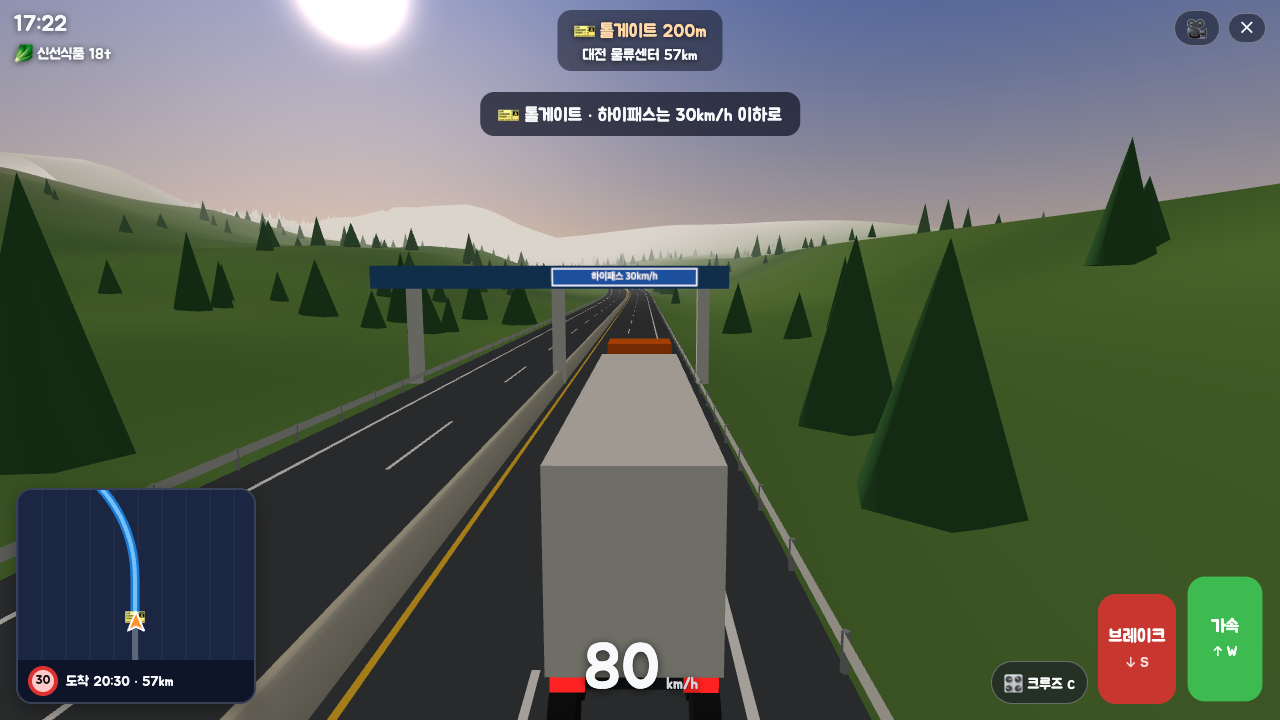 17:22
신선식품 18t
톨게이트 200m
대전 물류센터 57km
톨게이트 · 하이패스는 30km/h 이하로
하이패스 30km/h
80 km/h
30 도착 20:30 · 57km
크루즈 C
브레이크
↓ S
가속
↑ W